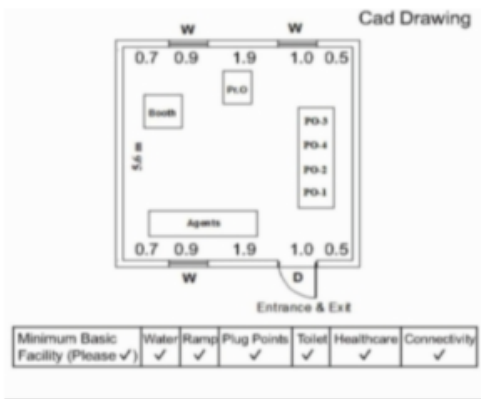 Cad Drawing
W W
0.7 0.9 1.9 1.0 0.5
Pr.O
Booth
PO-3
PO-4
PO-2
PO-1
5.6 m
Agents
0.7 0.9 1.9 1.0 0.5
W D
Entrance & Exit
Minimum Basic Facility (Please ✓) Water Ramp Plug Points Toilet Healthcare Connectivity
✓ ✓ ✓ ✓ ✓ ✓